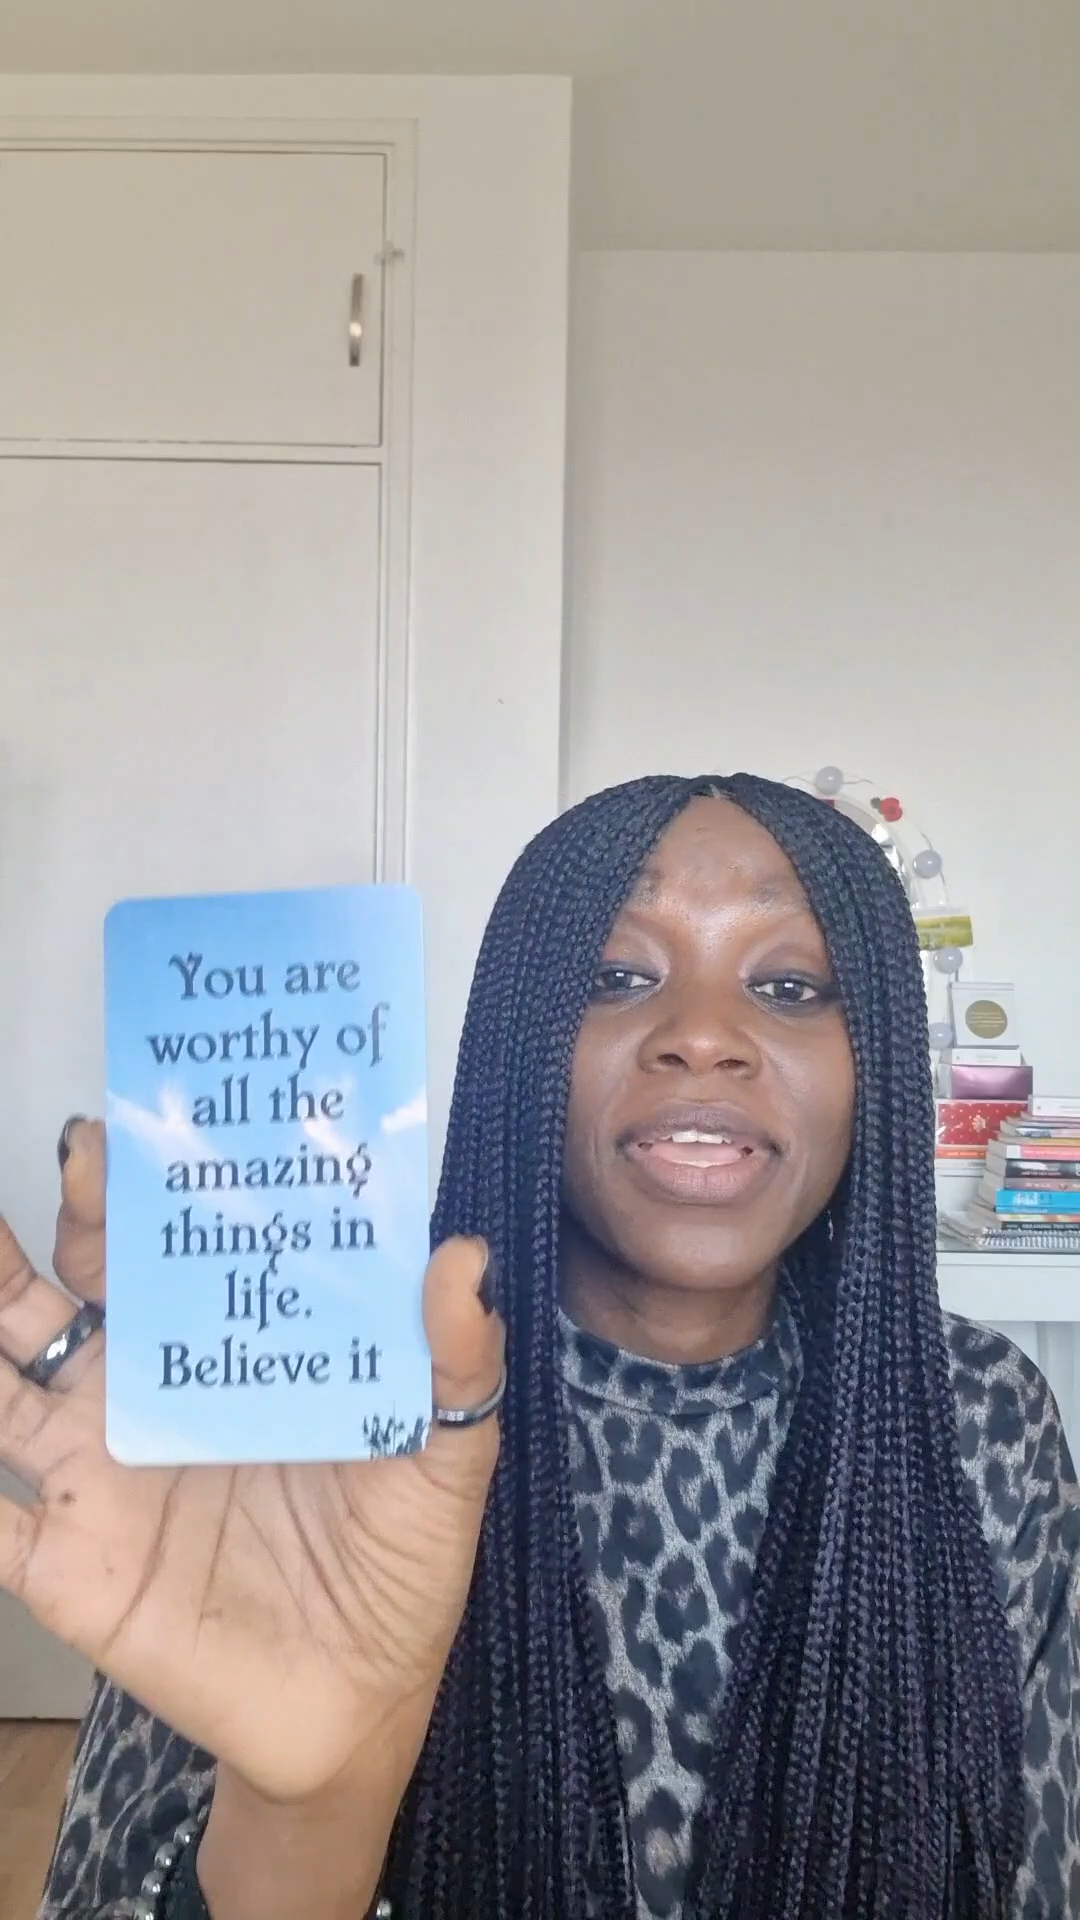 You are
worthy of
all the
amazing
things in
life.
Believe it